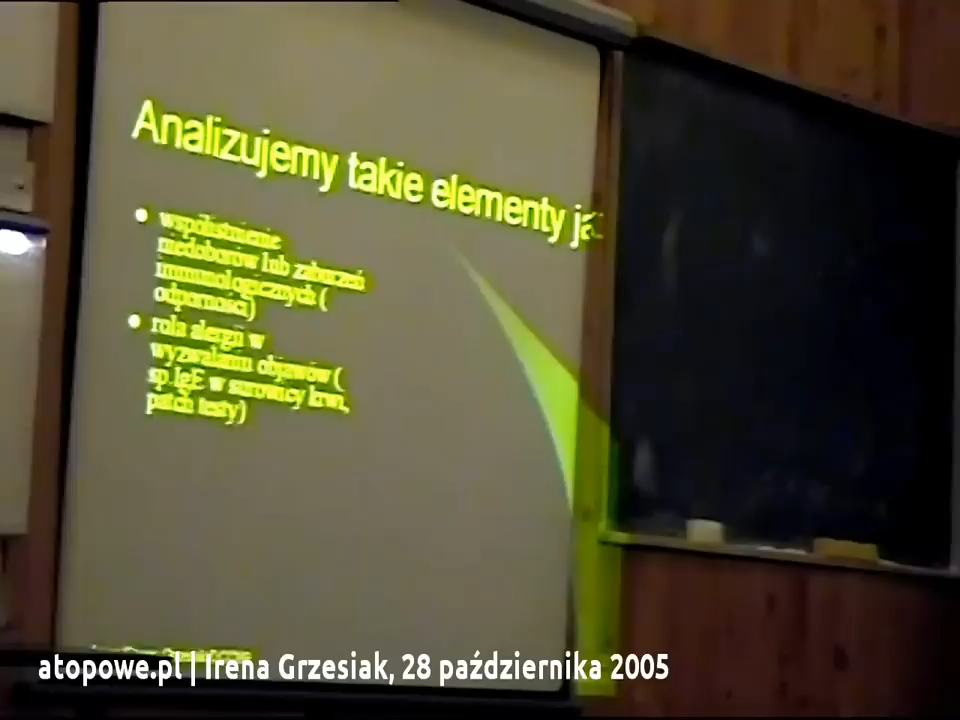 Analizujemy takie elementy ja
● współistnienie
niedoborów lub zaburzeń
immunologicznych (
odporności)
● rola alergii w
wyzwalaniu objawów (
sp.IgE w surowicy krwi,
patch testy)
atopowe.pl | Irena Grzesiak, 28 października 2005